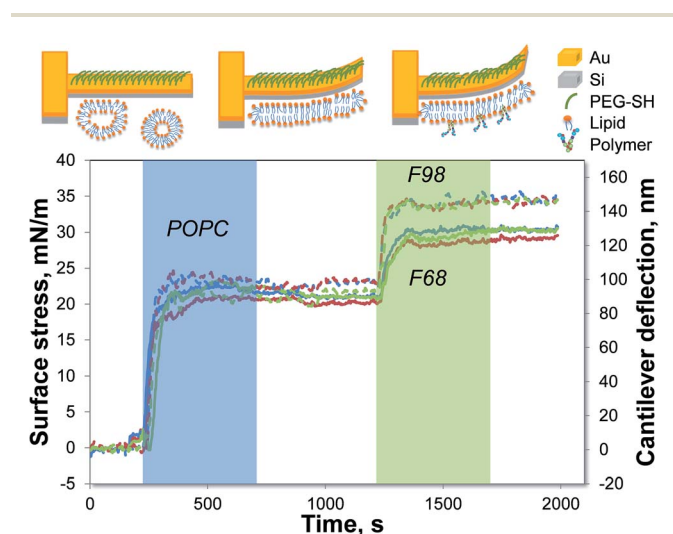 Au
Si
PEG-SH
Lipid
Polymer
40
35
30
25
20
15
10
5
0
-5
Surface stress, mN/m
POPC
F98
F68
160
140
120
100
80
60
40
20
0
-20
Cantilever deflection, nm
0
500
1000
1500
2000
Time, s